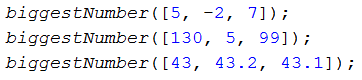 biggestNumber([5, -2, 7]);
biggestNumber([130, 5, 99]);
biggestNumber([43, 43.2, 43.1]);